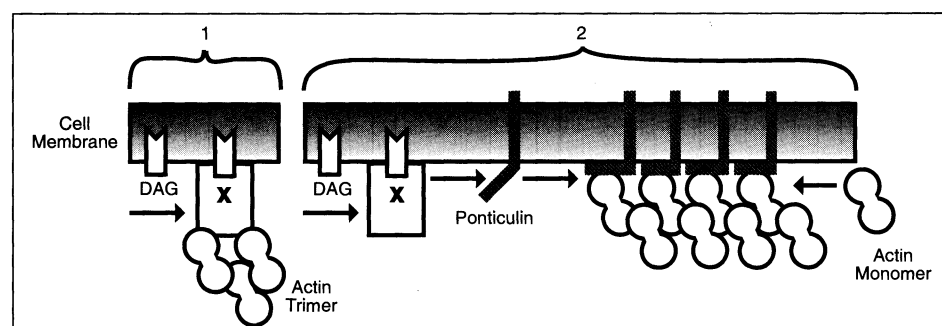 1
2
Cell
Membrane
DAG
X
DAG
X
Ponticulin
Actin
Trimer
Actin
Monomer